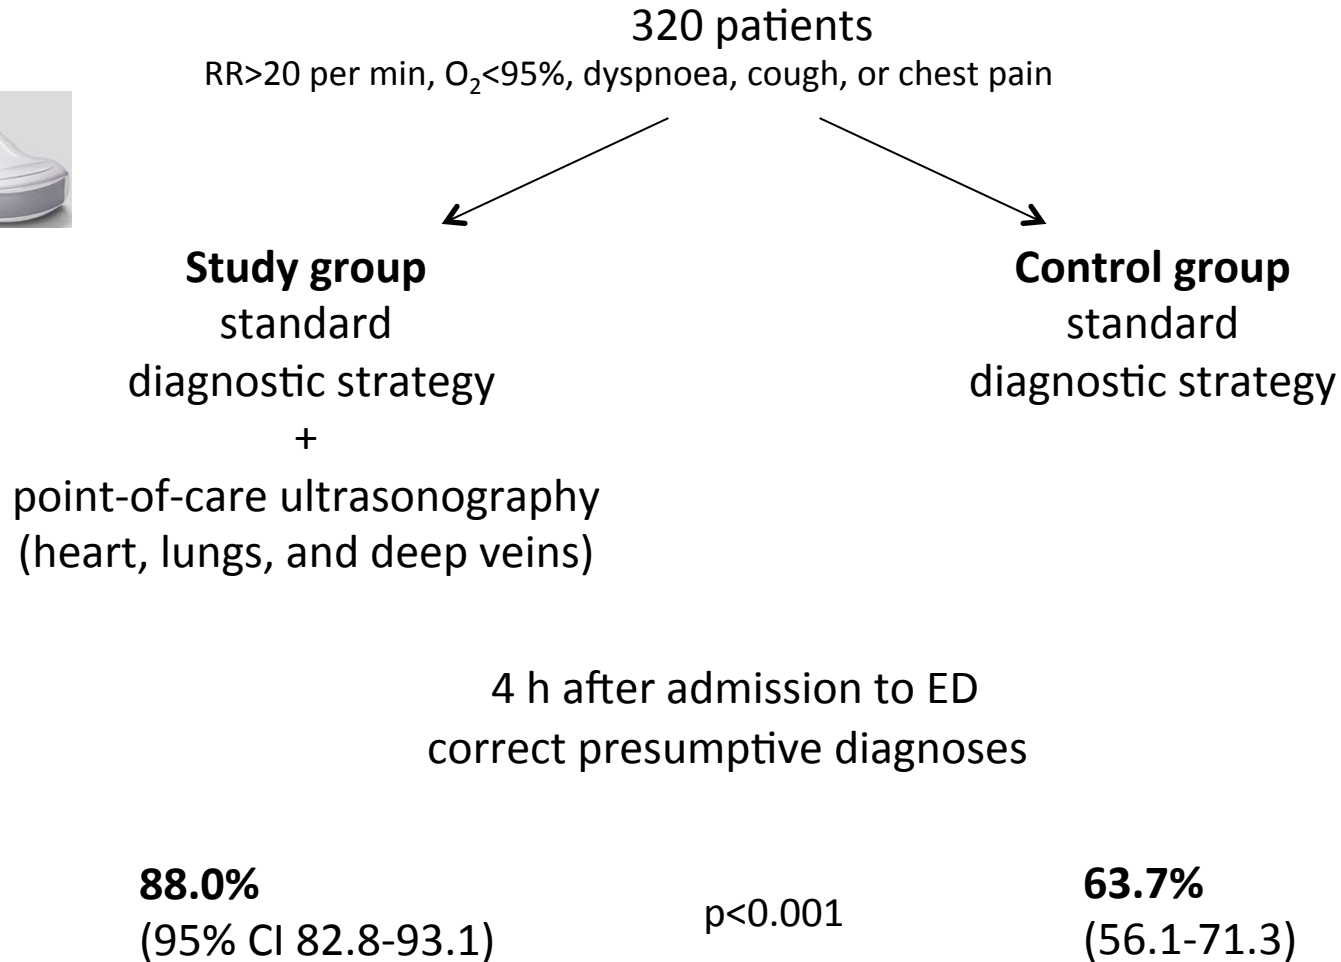 320 patients
RR>20 per min, O₂<95%, dyspnoea, cough, or chest pain
Study group
standard
diagnostic strategy
+
point-of-care ultrasonography
(heart, lungs, and deep veins)
Control group
standard
diagnostic strategy
4 h after admission to ED
correct presumptive diagnoses
88.0%
(95% CI 82.8-93.1)
p<0.001
63.7%
(56.1-71.3)